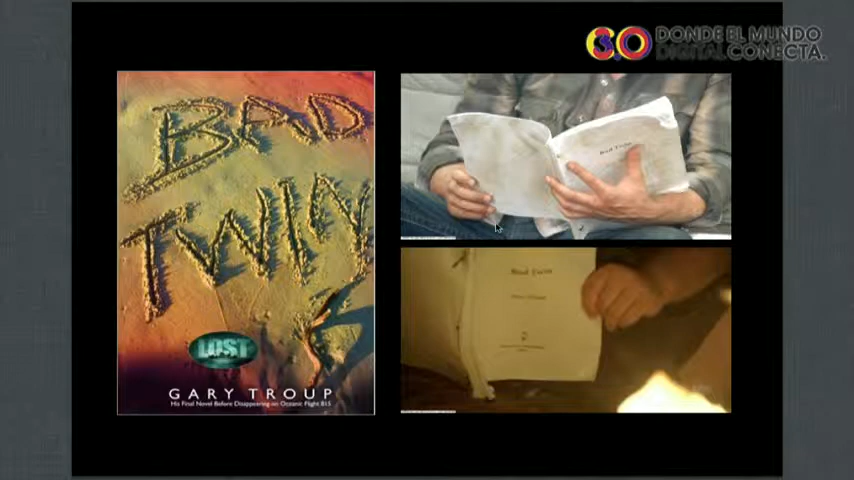 3.0 DONDE EL MUNDO
DIGITAL CONECTA.
BAD
TWIN
LOST
GARY TROUP
His Final Novel Before Disappearing on Oceanic Flight 815
Bad Twin
Bad Twin